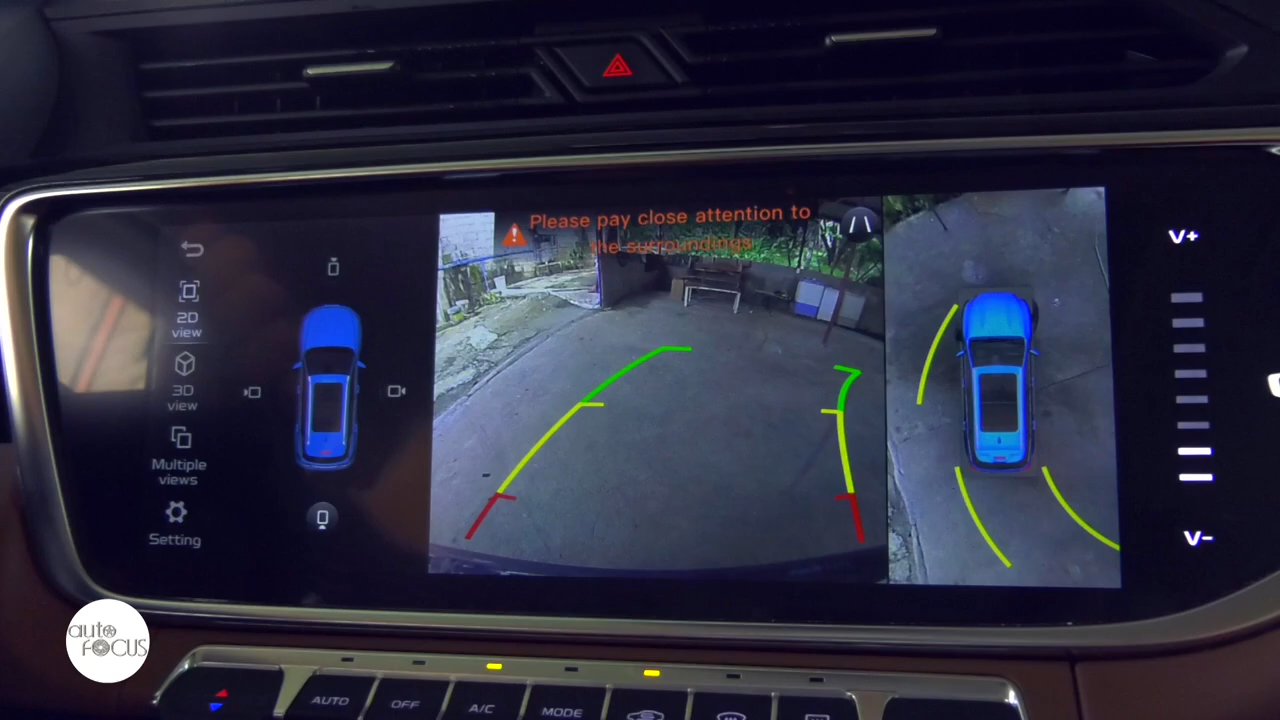 Please pay close attention to
the surroundings
2D
view
3D
view
Multiple
views
Setting
V+
V-
auto
FOCUS
AUTO
OFF
A/C
MODE